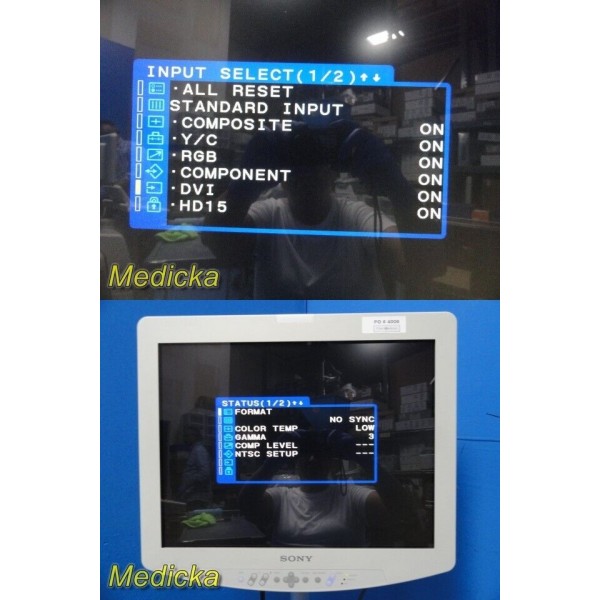 INPUT SELECT(1/2)↑↓
·ALL RESET
STANDARD INPUT
·COMPOSITE ON
·Y/C ON
·RGB ON
·COMPONENT ON
·DVI ON
·HD15 ON
Medicka
STATUS(1/2)↑↓
FORMAT
NO SYNC
COLOR TEMP LOW
GAMMA 3
COMP LEVEL ---
NTSC SETUP ---
SONY
Medicka